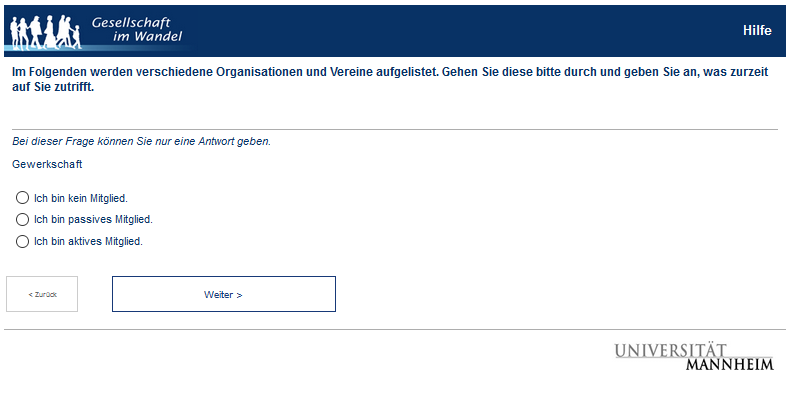 Gesellschaft
im Wandel
Hilfe
Im Folgenden werden verschiedene Organisationen und Vereine aufgelistet. Gehen Sie diese bitte durch und geben Sie an, was zurzeit
auf Sie zutrifft.
Bei dieser Frage können Sie nur eine Antwort geben.
Gewerkschaft
Ich bin kein Mitglied.
Ich bin passives Mitglied.
Ich bin aktives Mitglied.
< Zurück
Weiter >
UNIVERSITÄT
MANNHEIM